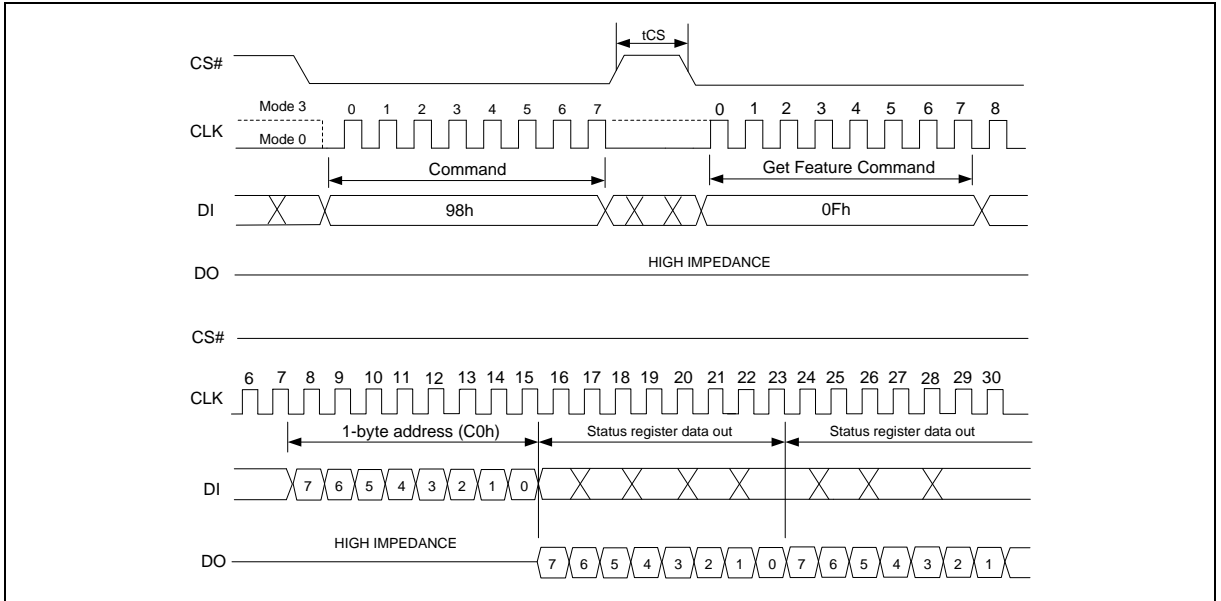 tCS
CS#
Mode 3
0 1 2 3 4 5 6 7
0 1 2 3 4 5 6 7 8
CLK
Mode 0
Command
Get Feature Command
DI
98h
0Fh
HIGH IMPEDANCE
DO
CS#
6 7 8 9 10 11 12 13 14 15 16 17 18 19 20 21 22 23 24 25 26 27 28 29 30
CLK
1-byte address (C0h)
Status register data out
Status register data out
DI
7 6 5 4 3 2 1 0
HIGH IMPEDANCE
DO
7 6 5 4 3 2 1 0 7 6 5 4 3 2 1